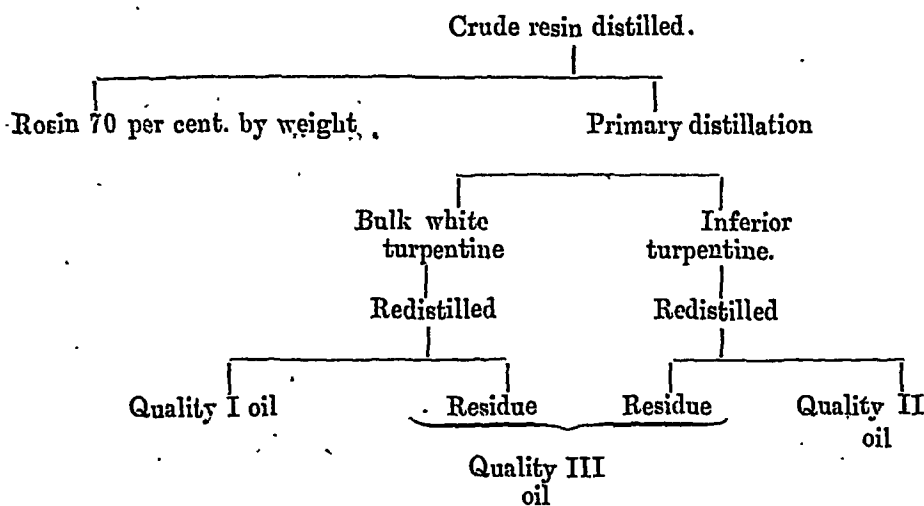 Crude resin distilled.
Rosin 70 per cent. by weight.
Primary distillation
Bulk white
turpentine
Inferior
turpentine.
Redistilled
Redistilled
Quality I oil
Residue
Residue
Quality II
oil
Quality III
oil